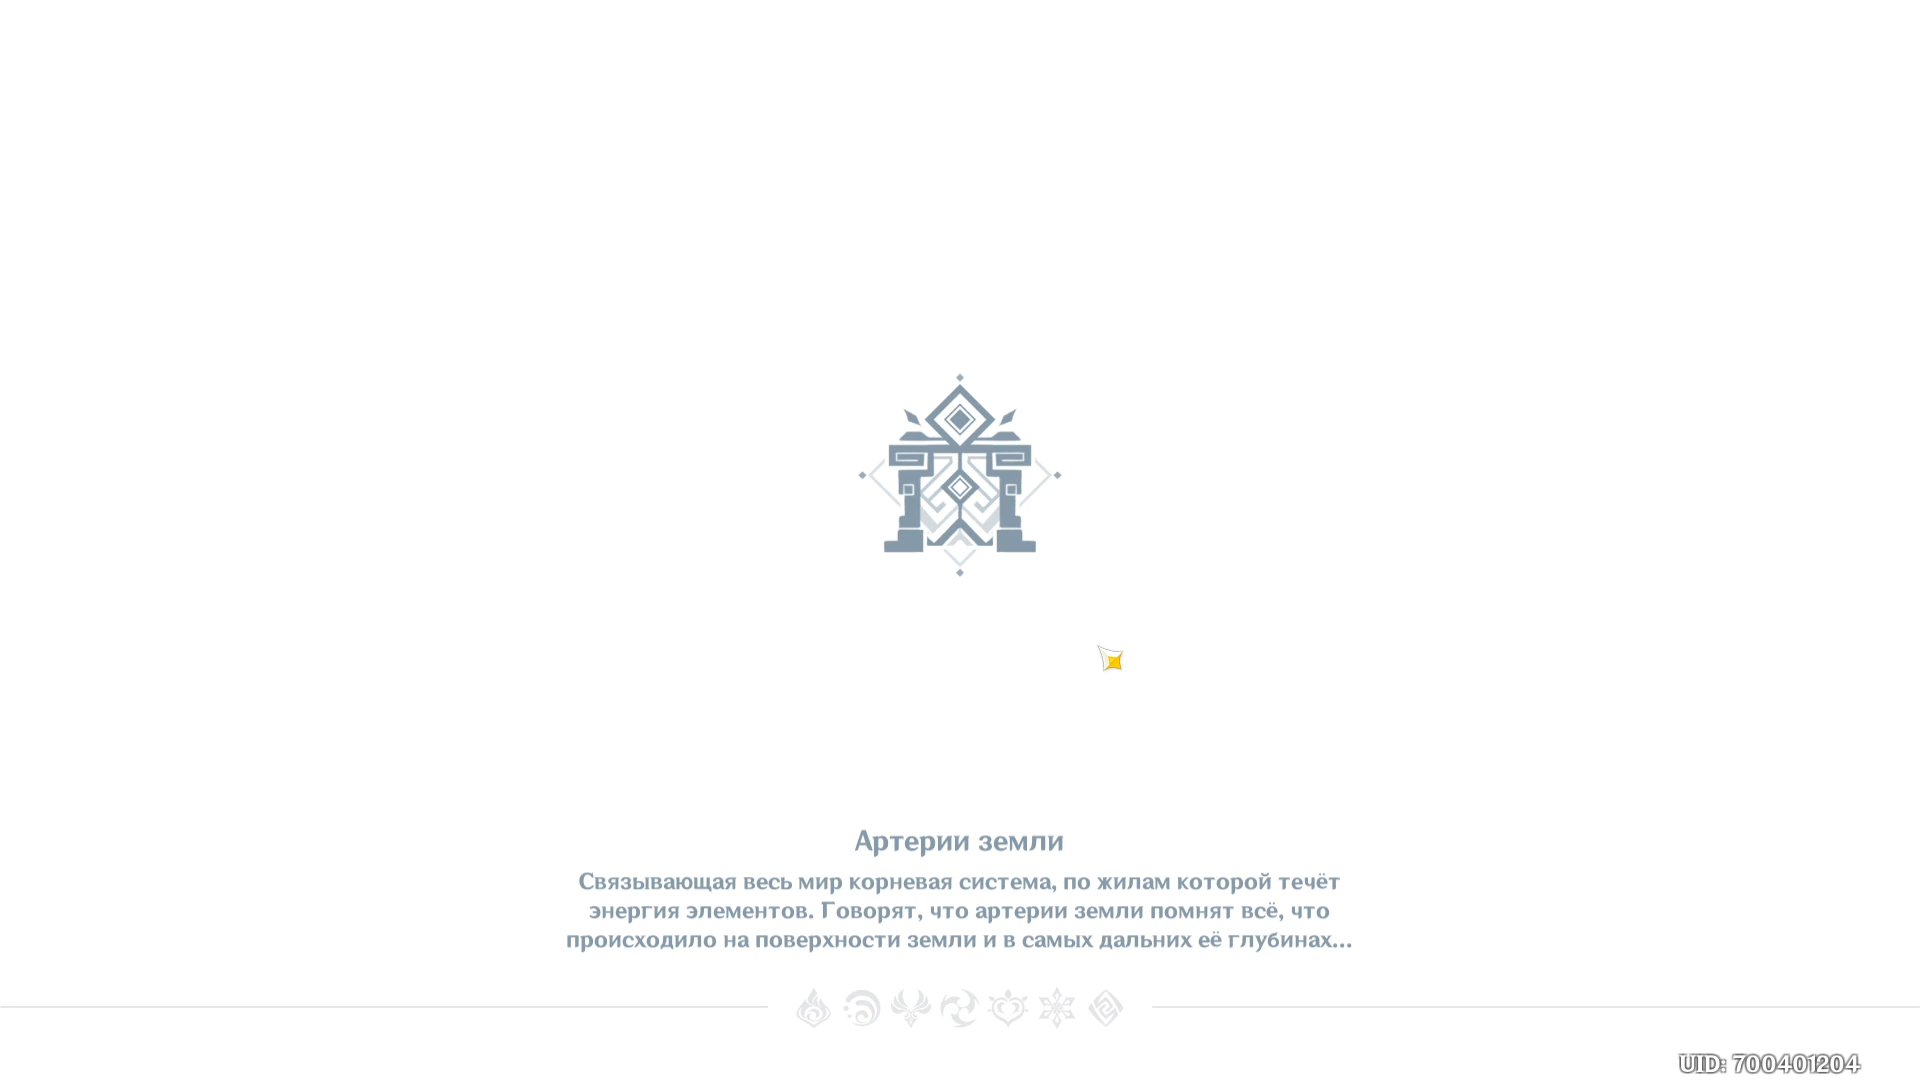 Артерии земли
Связывающая весь мир корневая система, по жилам которой течёт
энергия элементов. Говорят, что артерии земли помнят всё, что
происходило на поверхности земли и в самых дальних её глубинах...
UID: 700401204